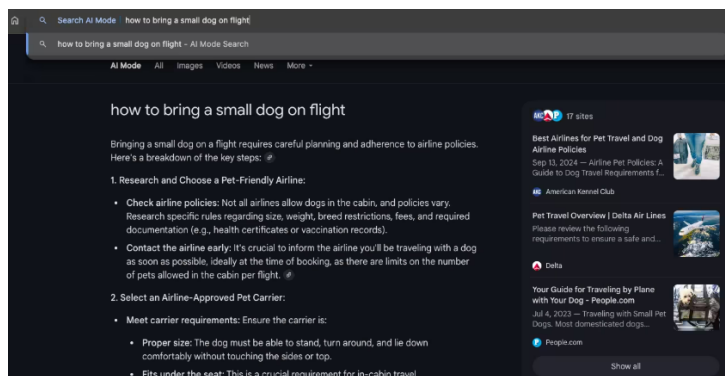 Search AI Mode how to bring a small dog on flight
how to bring a small dog on flight - AI Mode Search
AI Mode All Images Videos News More
how to bring a small dog on flight
Bringing a small dog on a flight requires careful planning and adherence to airline policies.
Here's a breakdown of the key steps:
1. Research and Choose a Pet-Friendly Airline:
• Check airline policies: Not all airlines allow dogs in the cabin, and policies vary.
Research specific rules regarding size, weight, breed restrictions, fees, and required
documentation (e.g., health certificates or vaccination records).
• Contact the airline early: It's crucial to inform the airline you'll be traveling with a dog
as soon as possible, ideally at the time of booking, as there are limits on the number
of pets allowed in the cabin per flight.
2. Select an Airline-Approved Pet Carrier:
• Meet carrier requirements: Ensure the carrier is:
• Proper size: The dog must be able to stand, turn around, and lie down
comfortably without touching the sides or top.
• Fits under the seat: This is a crucial requirement for in-cabin travel.
17 sites
Best Airlines for Pet Travel and Dog
Airline Policies
Sep 13, 2024 — Airline Pet Policies: A
Guide to Dog Travel Requirements f...
American Kennel Club
Pet Travel Overview | Delta Air Lines
Please review the following
requirements to ensure a safe and...
Delta
Your Guide for Traveling by Plane
with Your Dog - People.com
Jul 4, 2023 — Traveling with Small Pet
Dogs. Most domesticated dogs...
People.com
Show all